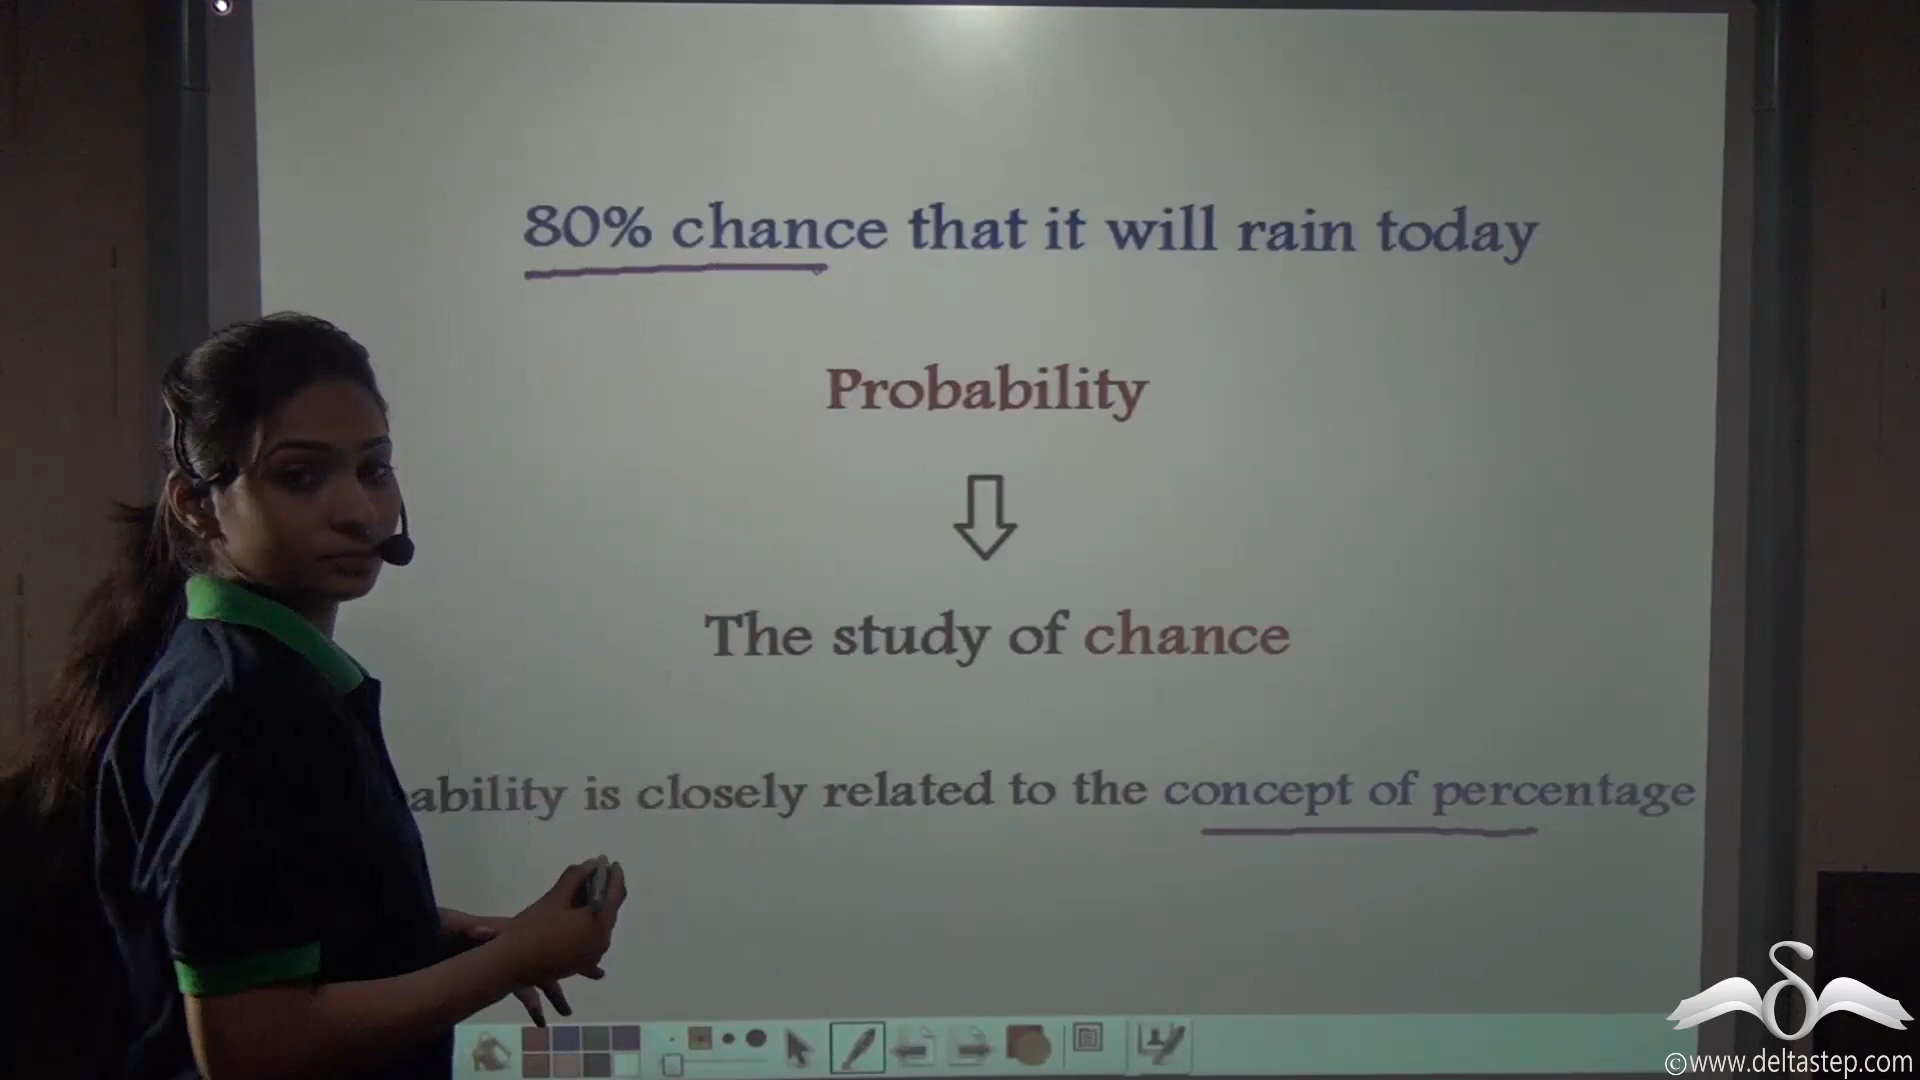 80% chance that it will rain today
Probability
The study of chance
ability is closely related to the concept of percentage
©www.deltastep.com